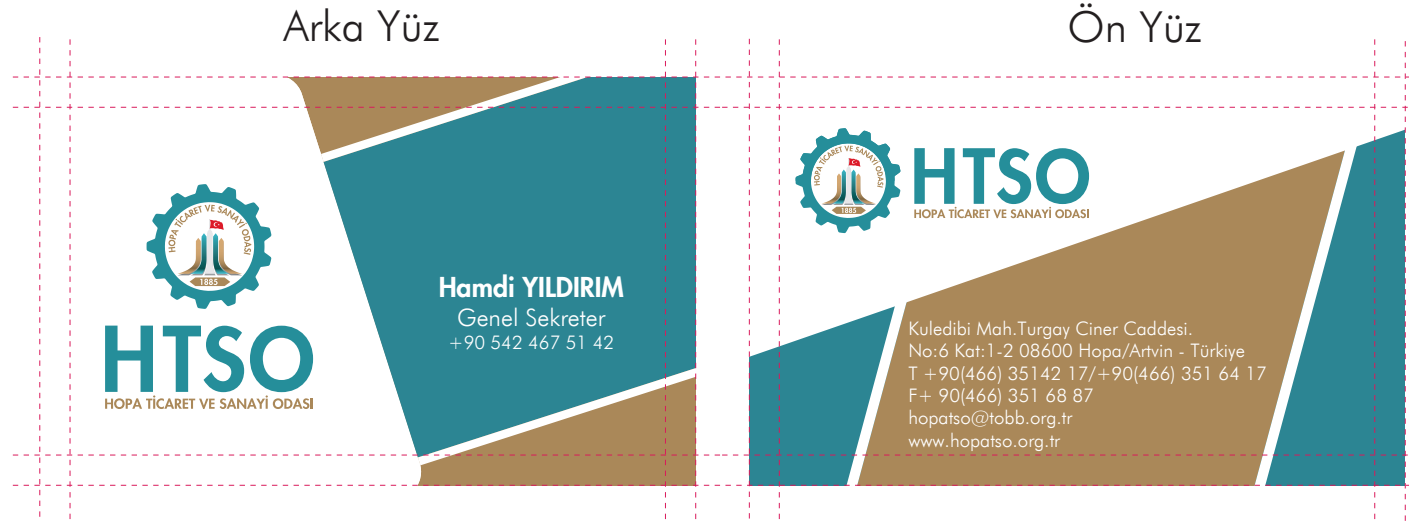 Arka Yüz
HOPA TİCARET VE SANAYİ ODASI
1885
HTSO
HOPA TİCARET VE SANAYİ ODASI
Hamdi YILDIRIM
Genel Sekreter
+90 542 467 51 42
Ön Yüz
HOPA TİCARET VE SANAYİ ODASI
1885
HTSO
HOPA TİCARET VE SANAYİ ODASI
Kuledibi Mah.Turgay Ciner Caddesi.
No:6 Kat:1-2 08600 Hopa/Artvin - Türkiye
T +90(466) 35142 17/+90(466) 351 64 17
F+ 90(466) 351 68 87
hopatso@tobb.org.tr
www.hopatso.org.tr